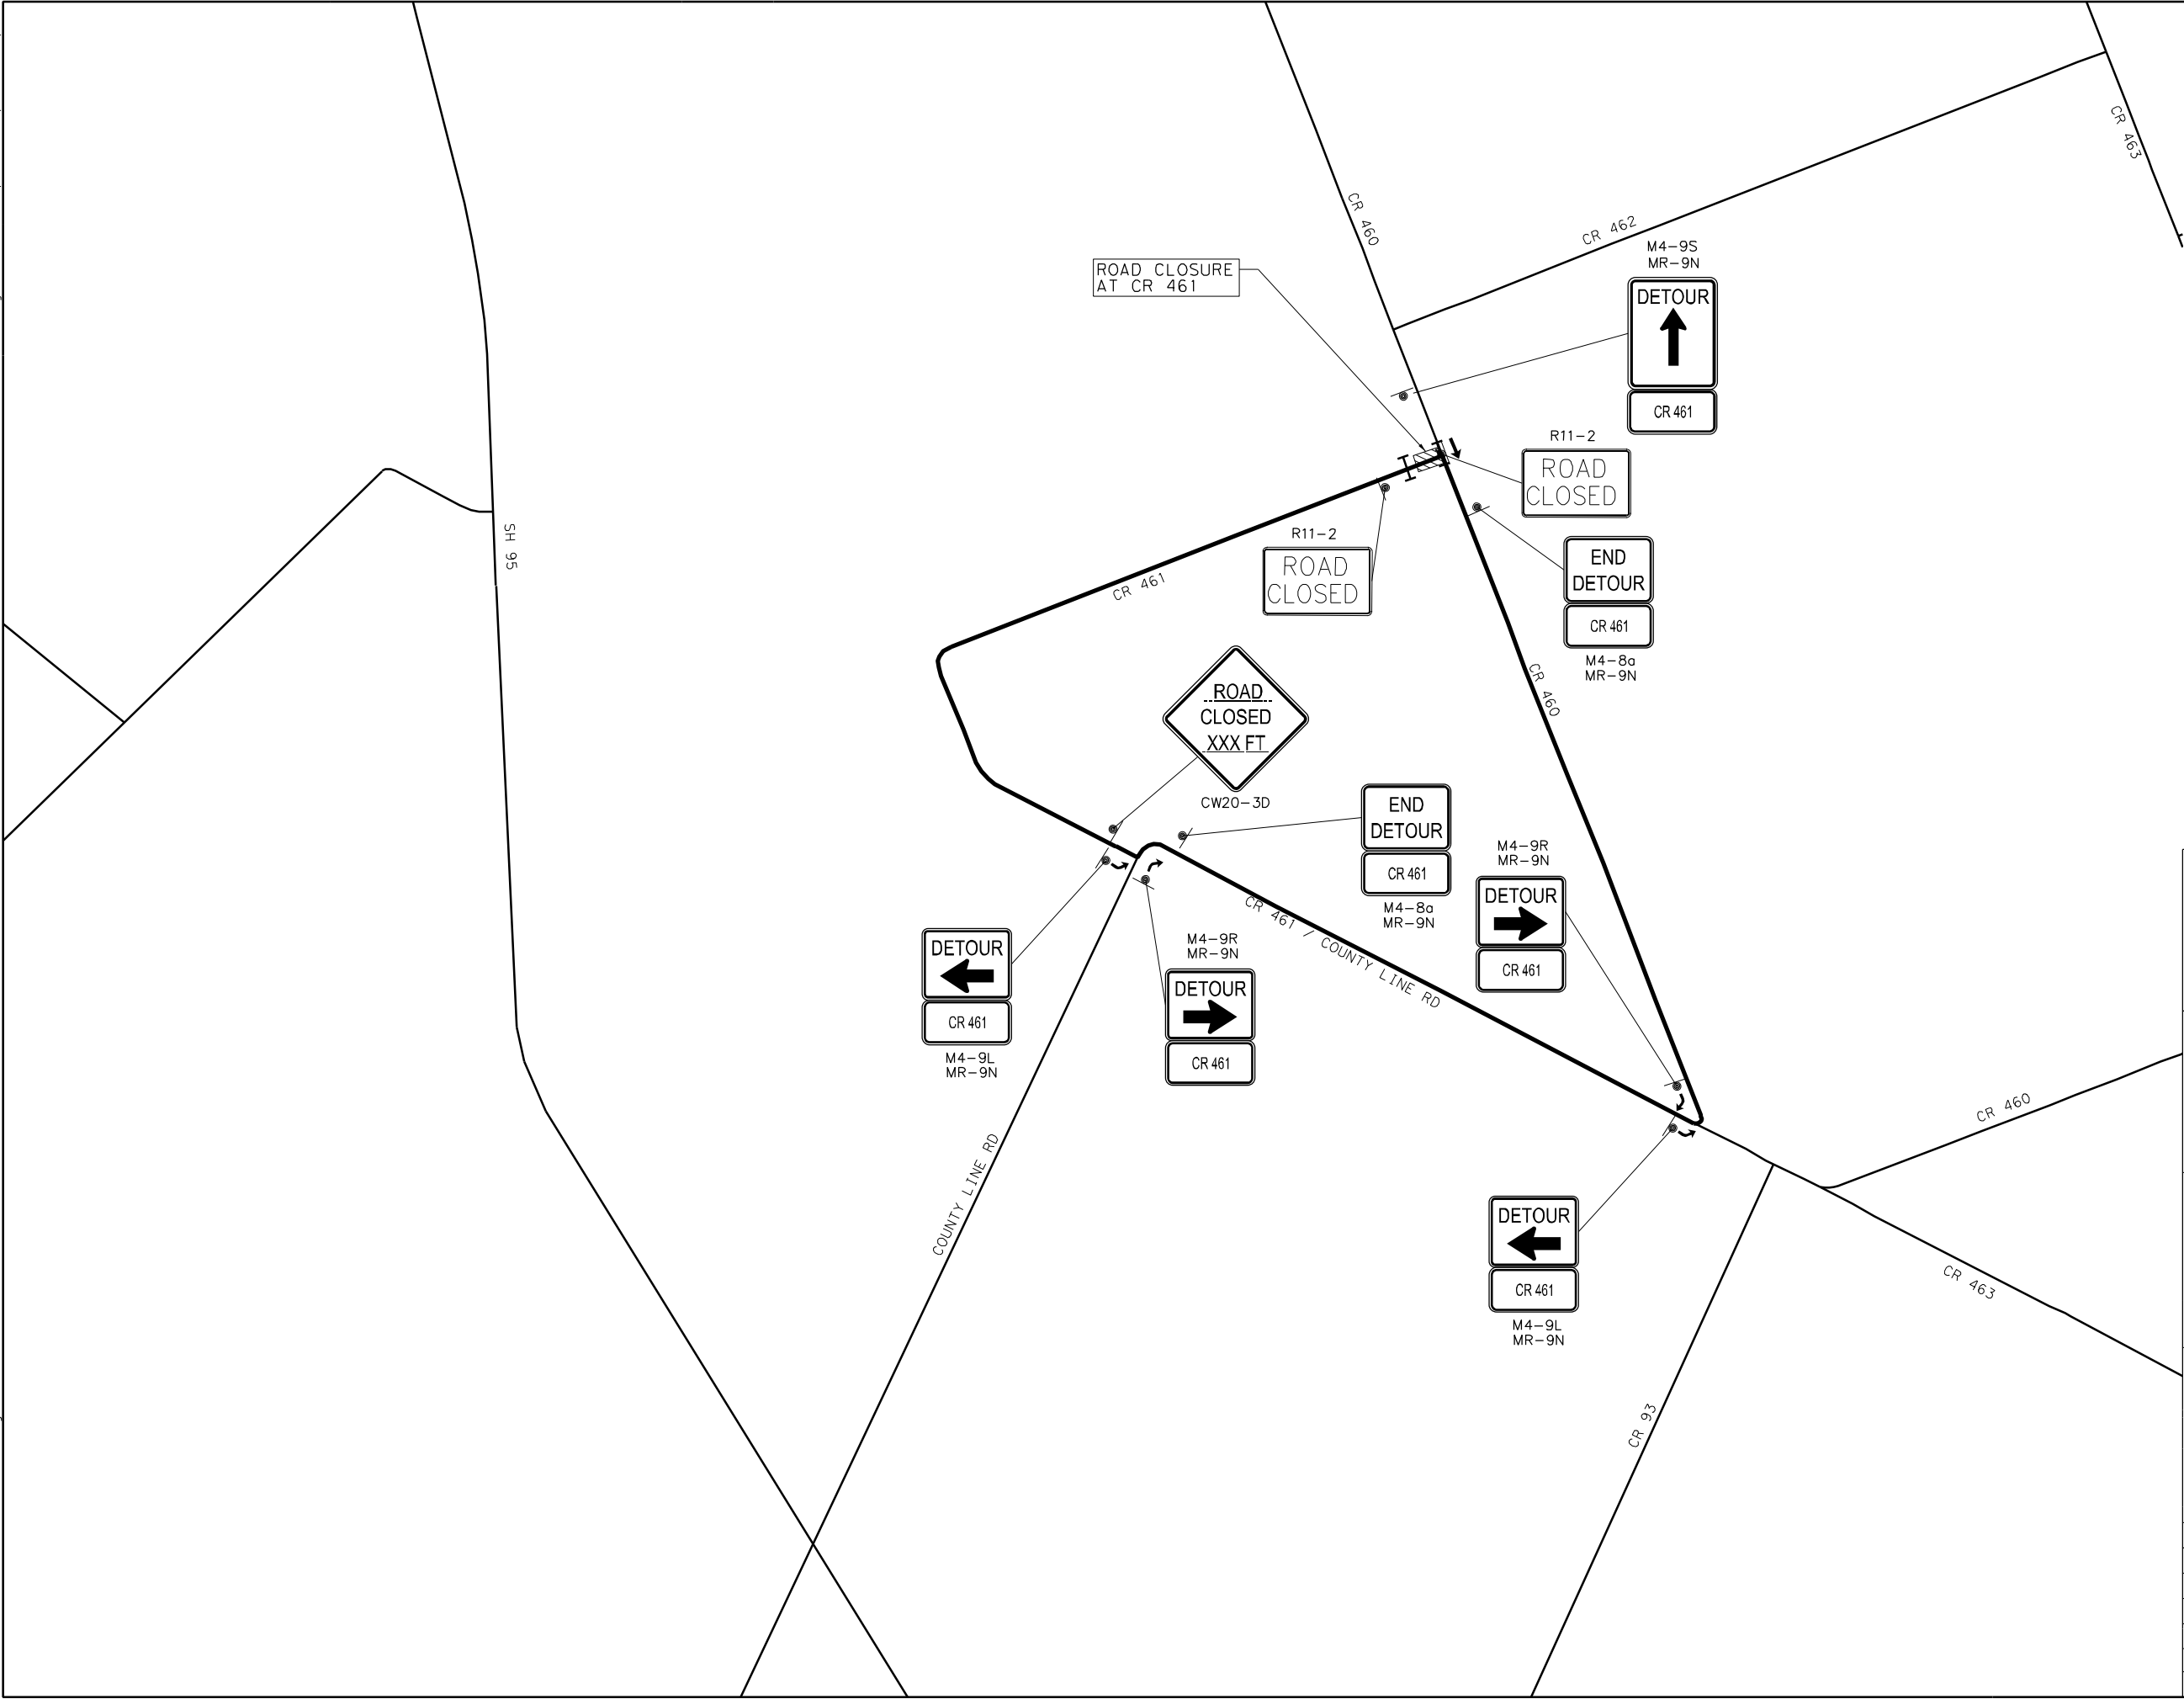 CR 463
CR 460
CR 462
M4-9S
MR-9N
ROAD CLOSURE
AT CR 461
DETOUR
CR 461
R11-2
ROAD
CLOSED
SH 95
R11-2
ROAD
CLOSED
END
DETOUR
CR 461
M4-8a
MR-9N
CR 461
CR 460
ROAD
CLOSED
XXX FT
CW20-3D
END
DETOUR
CR 461
M4-8a
MR-9N
M4-9R
MR-9N
DETOUR
CR 461
CR 461 / COUNTY LINE RD
DETOUR
CR 461
M4-9L
MR-9N
M4-9R
MR-9N
DETOUR
CR 461
COUNTY LINE RD
CR 460
DETOUR
CR 461
M4-9L
MR-9N
CR 463
CR 93